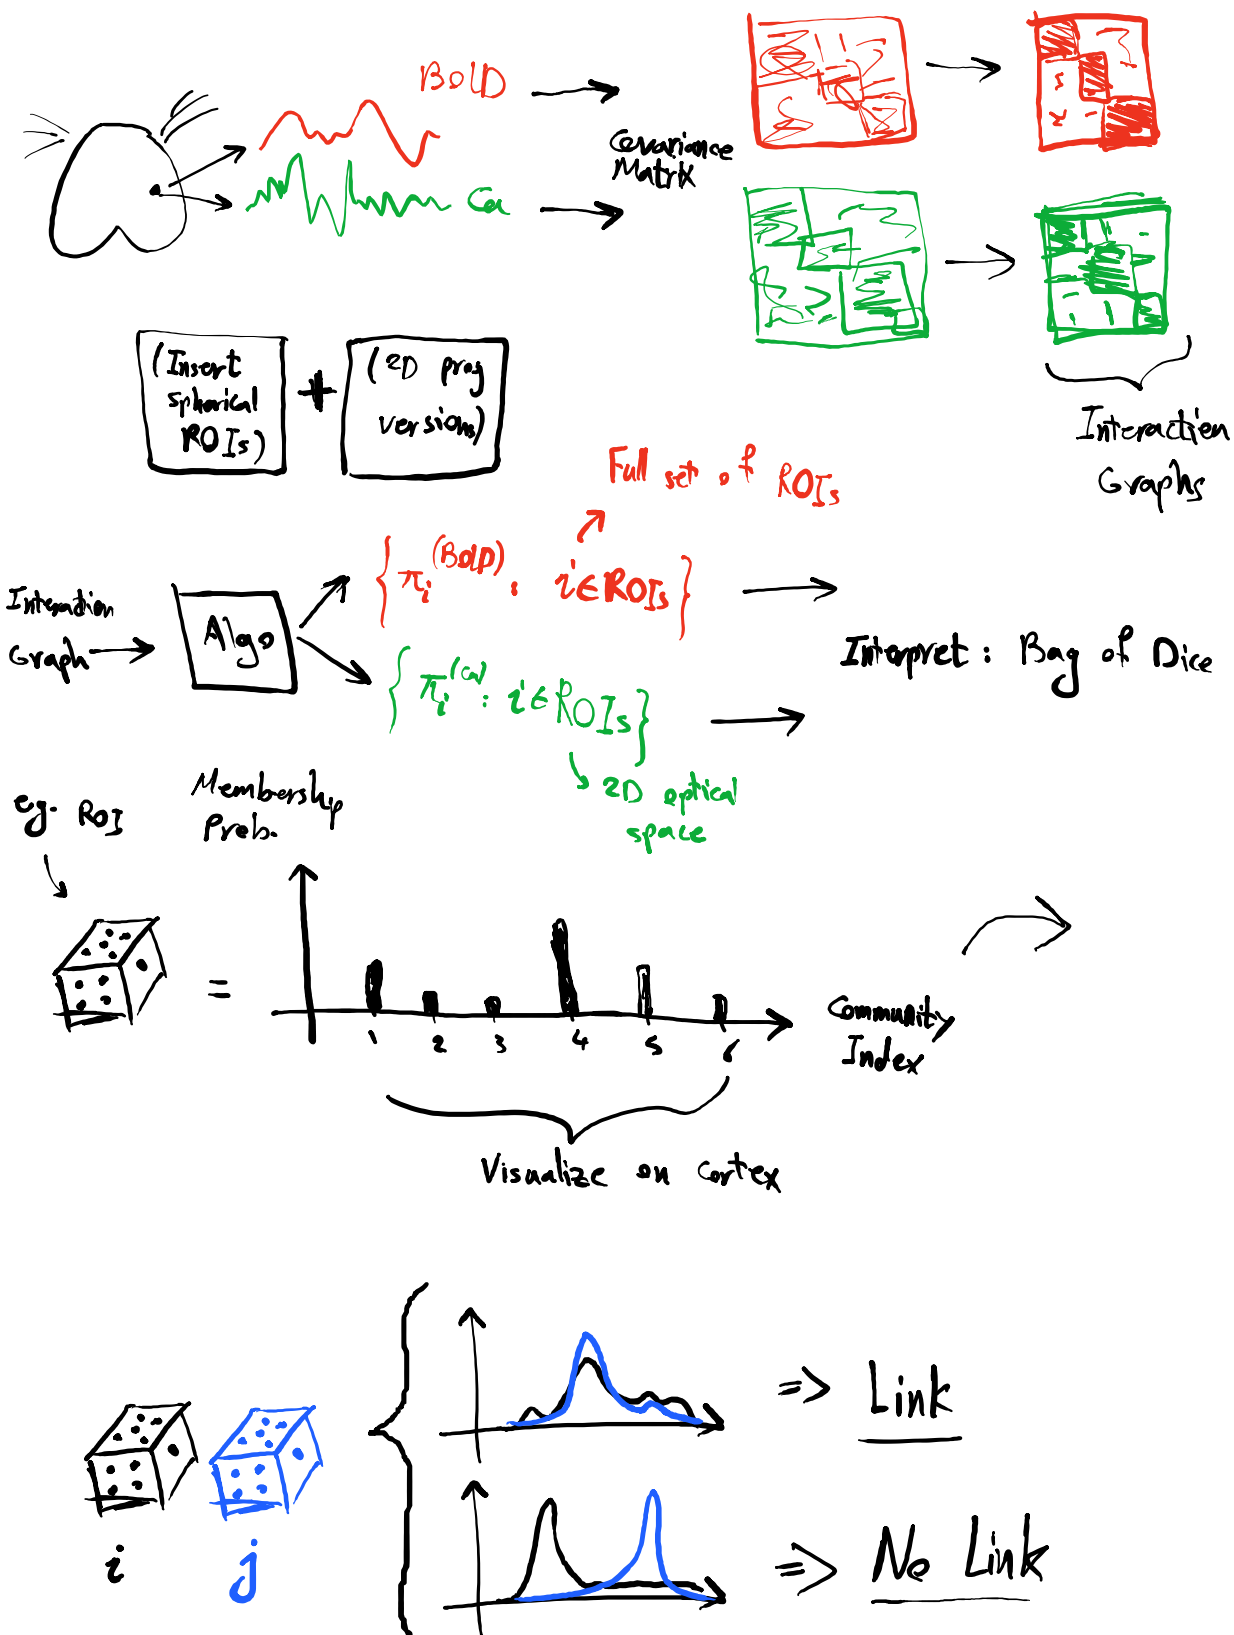 BOLD
Ca
Covariance
Matrix
(Insert
spherical
ROIs)
+
(2D proj
versions)
Interaction
Graphs
Full set of ROIs
Interaction
Graph
Algo
{π_i^(BOLD) : i ∈ ROIs}
{π_i^(Ca) : i ∈ ROIs}
2D optical
space
Interpret: Bag of Dice
eg. ROI
Membership
Prob.
=
1 2 3 4 5 6
Community
Index
Visualize on cortex
i j
=> Link
=> No Link